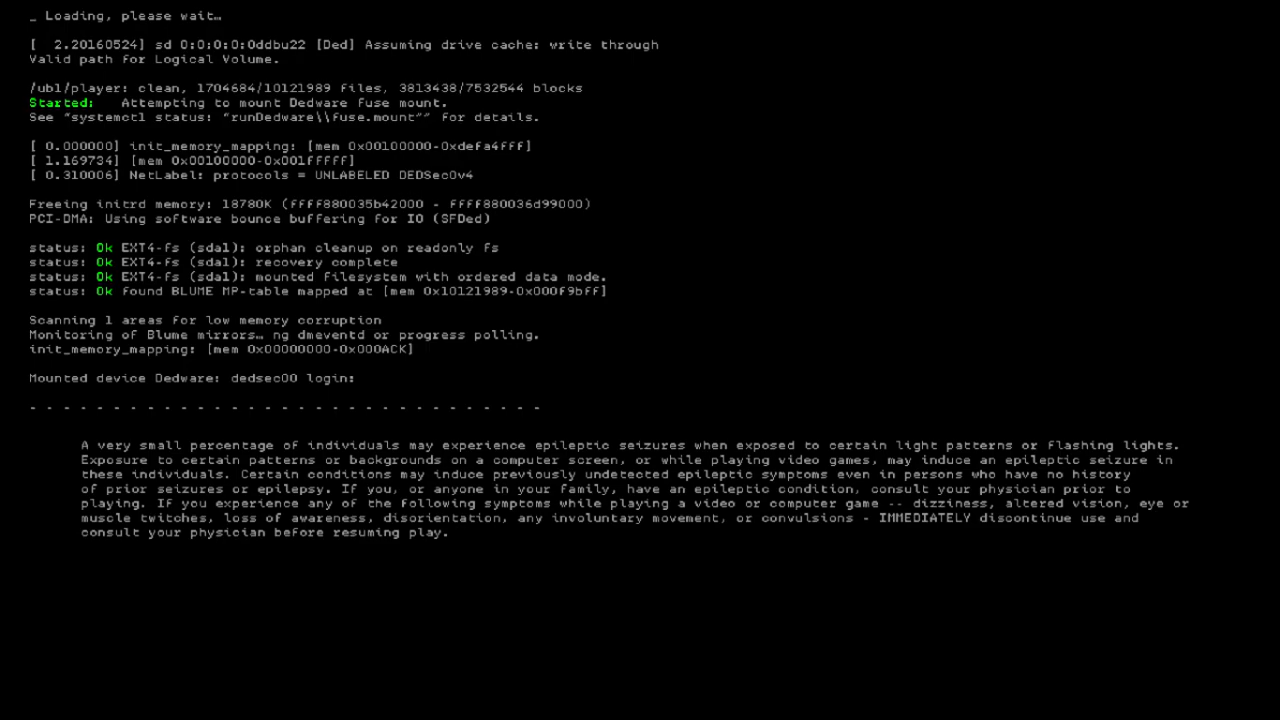 _ Loading, please wait…
[  2.20160524] sd 0:0:0:0:0ddbu22 [Ded] Assuming drive cache: write through
Valid path for Logical Volume.
/ubl/player: clean, 1704684/10121989 files, 3813438/7532544 blocks
Started:   Attempting to mount Dedware fuse mount.
See "systemctl status: "runDedware\\fuse.mount"" for details.
[ 0.000000] init_memory_mapping: [mem 0x00100000-0xdefa4fff]
[ 1.169734] [mem 0x00100000-0x001fffff]
[ 0.310006] NetLabel: protocols = UNLABELED DEDSec0v4
Freeing initrd memory: 18780K (ffff880035b42000 - ffff880036d99000)
PCI-DMA: Using software bounce buffering for IO (SFDed)
status: Ok EXT4-fs (sda1): orphan cleanup on readonly fs
status: Ok EXT4-fs (sda1): recovery complete
status: Ok EXT4-fs (sda1): mounted filesystem with ordered data mode.
status: Ok found BLUME MP-table mapped at [mem 0x10121989-0x000f9bff]
Scanning 1 areas for low memory corruption
Monitoring of Blume mirrors… ng dmeventd or progress polling.
init_memory_mapping: [mem 0x00000000-0x000ACK]
Mounted device Dedware: dedsec00 login:
- - - - - - - - - - - - - - - - - - - - - - - - - - - - - - -
A very small percentage of individuals may experience epileptic seizures when exposed to certain light patterns or flashing lights.
Exposure to certain patterns or backgrounds on a computer screen, or while playing video games, may induce an epileptic seizure in
these individuals. Certain conditions may induce previously undetected epileptic symptoms even in persons who have no history
of prior seizures or epilepsy. If you, or anyone in your family, have an epileptic condition, consult your physician prior to
playing. If you experience any of the following symptoms while playing a video or computer game -- dizziness, altered vision, eye or
muscle twitches, loss of awareness, disorientation, any involuntary movement, or convulsions - IMMEDIATELY discontinue use and
consult your physician before resuming play.